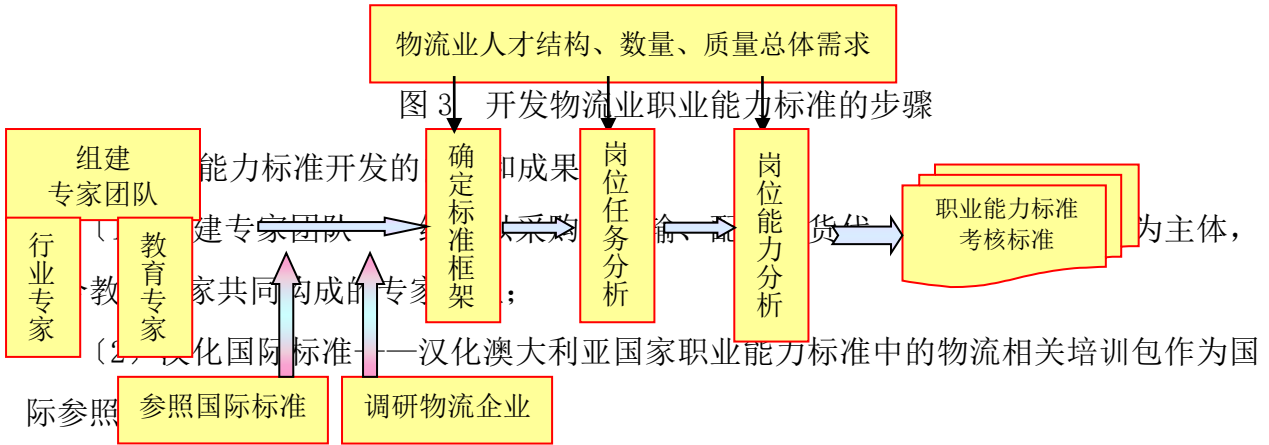 物流业人才结构、数量、质量总体需求
图3 开发物流业职业能力标准的步骤
组建
专家团队
能力标准开发的
和成果
行业专家
教育专家
确定标准框架
岗位任务分析
岗位能力分析
职业能力标准
考核标准
建专家团队
采购
输、配
货代
为主体，
教
家共同构成的专家
；
〔2〕汉化国际标准——汉化澳大利亚国家职业能力标准中的物流相关培训包作为国
际参照
参照国际标准
调研物流企业